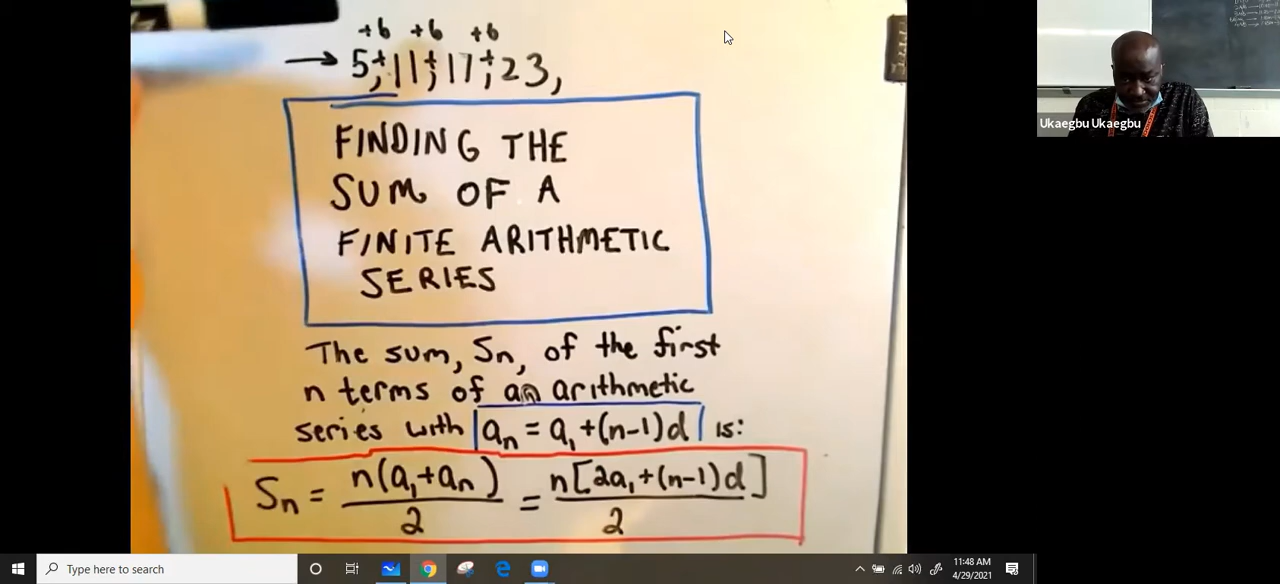 +6 +6 +6
→ 5, + 11, + 17, + 23,
FINDING THE
SUM OF A
FINITE ARITHMETIC
SERIES
The sum, Sn, of the first
n terms of an arithmetic
series with an = a1 + (n-1)d is:
Sn = n(a1+an)/2 = n[2a1+(n-1)d]/2
Ukaegbu Ukaegbu
Type here to search
11:48 AM
4/29/2021